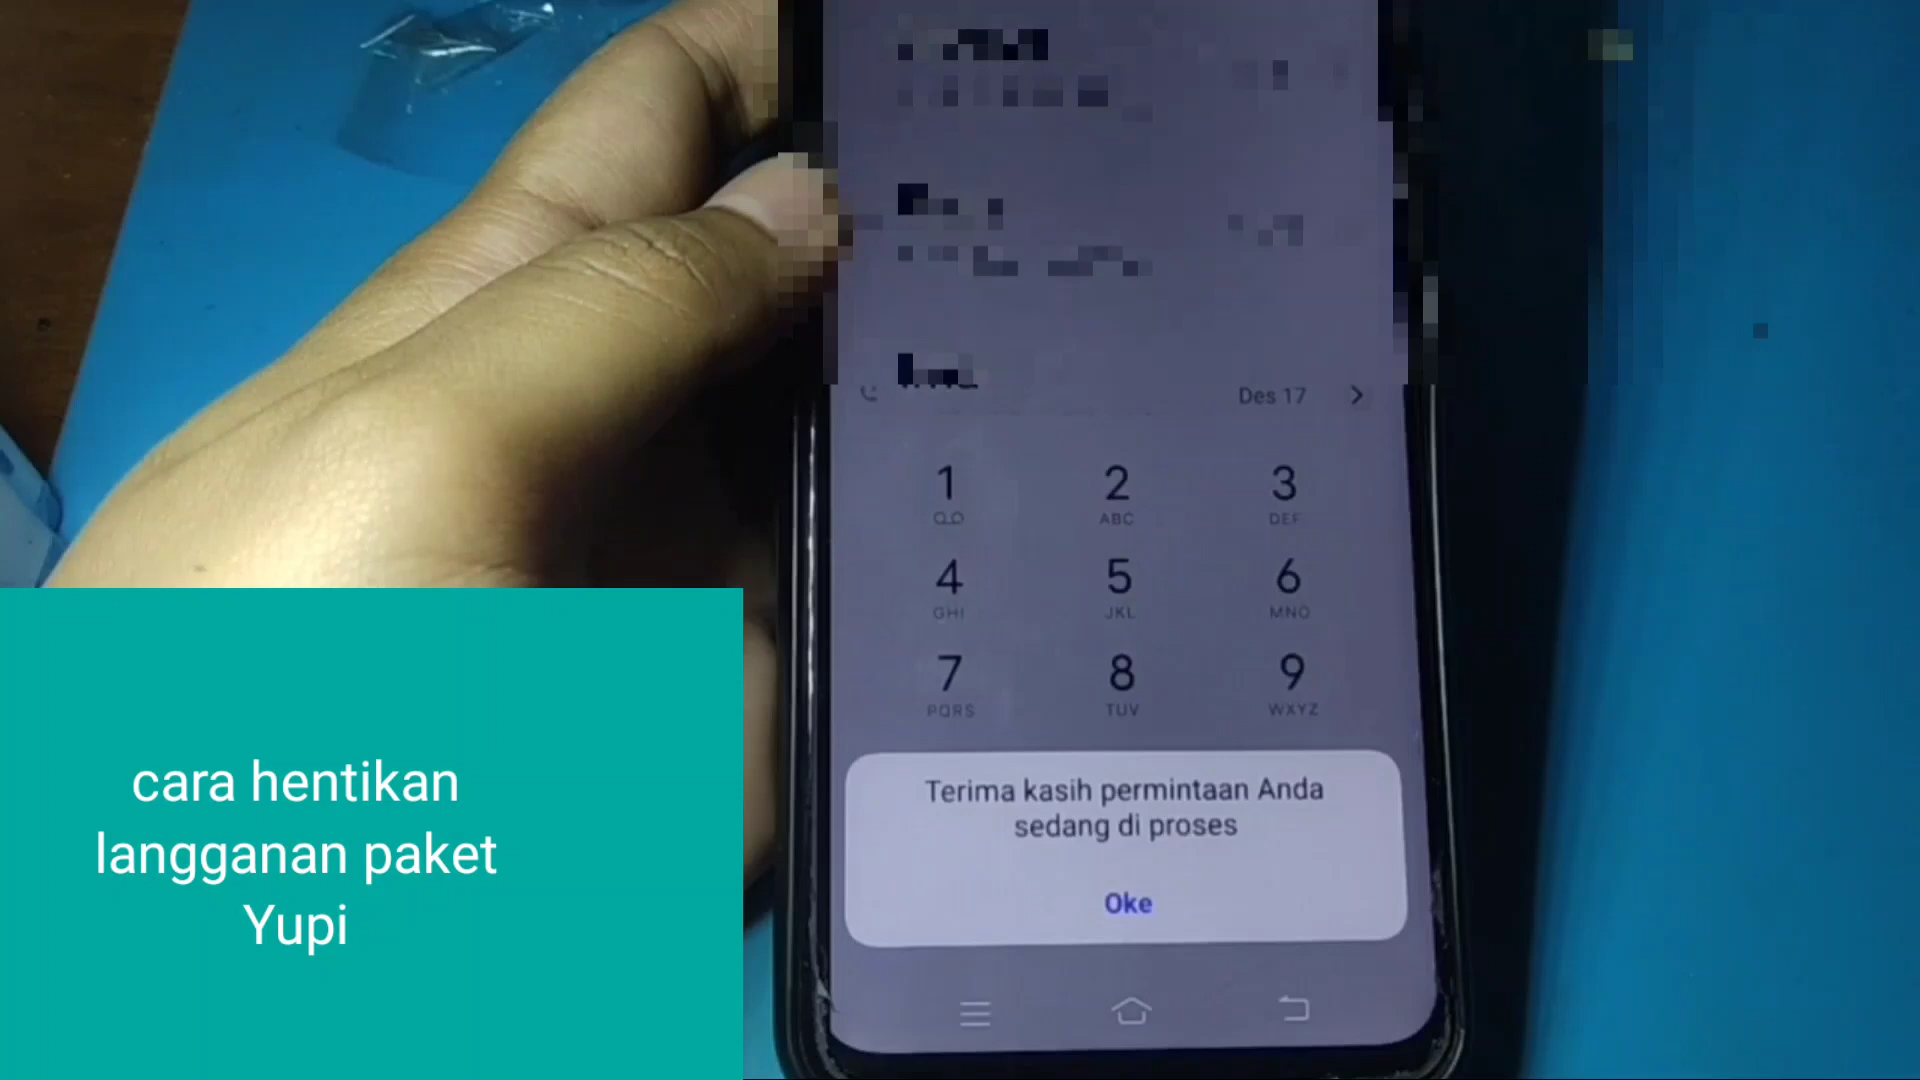 Des 17
1
2
ABC
3
DEF
4
GHI
5
JKL
6
MNO
7
PQRS
8
TUV
9
WXYZ
Terima kasih permintaan Anda
sedang di proses
Oke
cara hentikan
langganan paket
Yupi